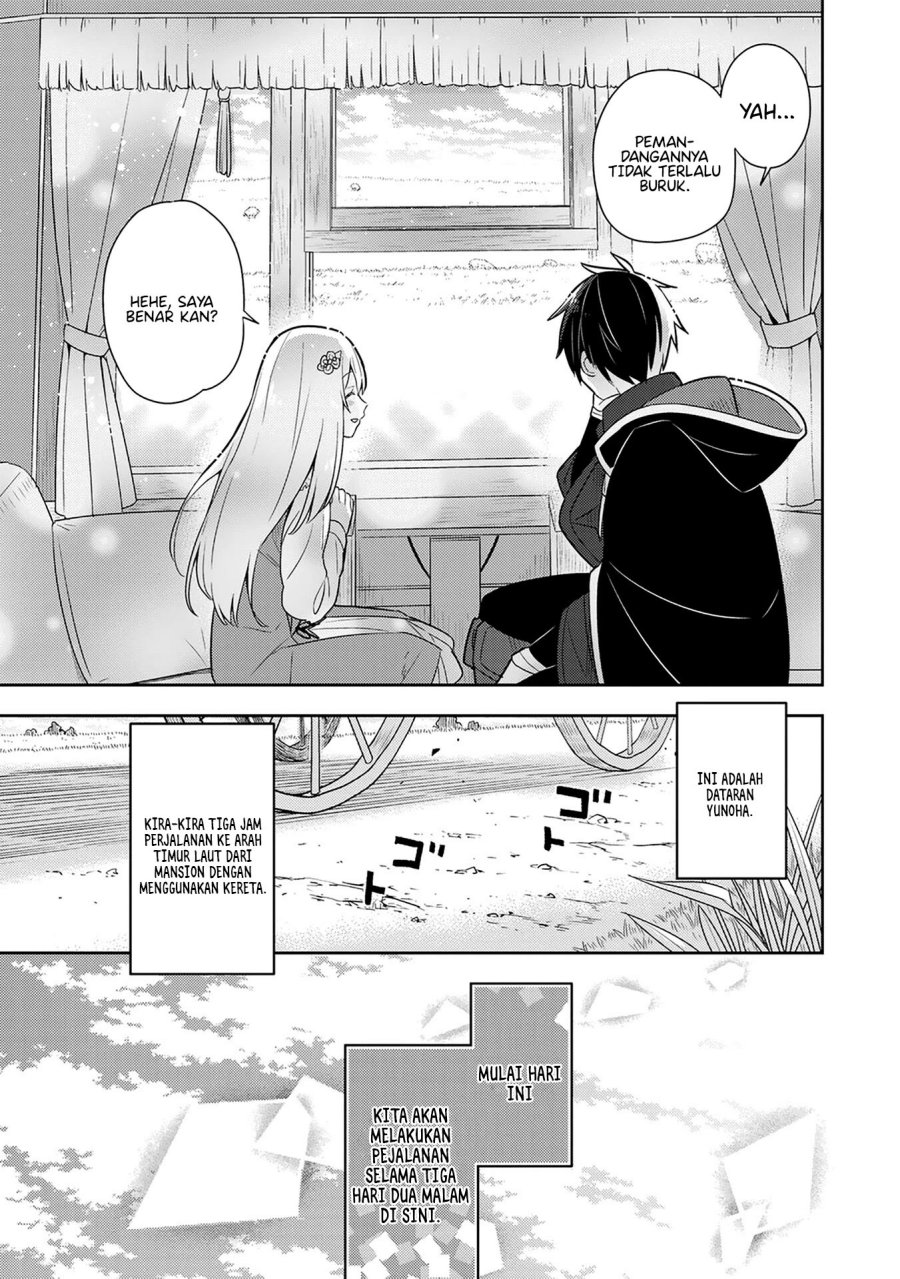 YAH...
PEMAN-
DANGANNYA
TIDAK TERLALU
BURUK.
HEHE, SAYA
BENAR KAN?
INI ADALAH
DATARAN
YUNOHA.
KIRA-KIRA TIGA JAM
PERJALANAN KE ARAH
TIMUR LAUT DARI
MANSION DENGAN
MENGGUNAKAN KERETA.
ゴ
ト
ゴ
ト
MULAI HARI
INI
KITA AKAN
MELAKUKAN
PEJALANAN
SELAMA TIGA
HARI DUA MALAM
DI SINI.